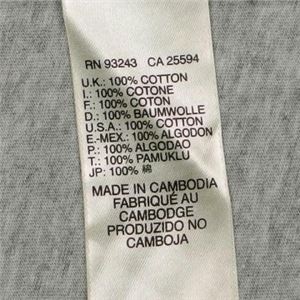 RN 93243 CA 25594
U.K.: 100% COTTON
I.: 100% COTONE
F.: 100% COTON
D.: 100% BAUMWOLLE
U.S.A.: 100% COTTON
E.-MEX.: 100% ALGODON
P.: 100% ALGODAO
T.: 100% PAMUKLU
JP: 100% 綿
MADE IN CAMBODIA
FABRIQUÉ AU
CAMBODGE
PRODUZIDO NO
CAMBOJA